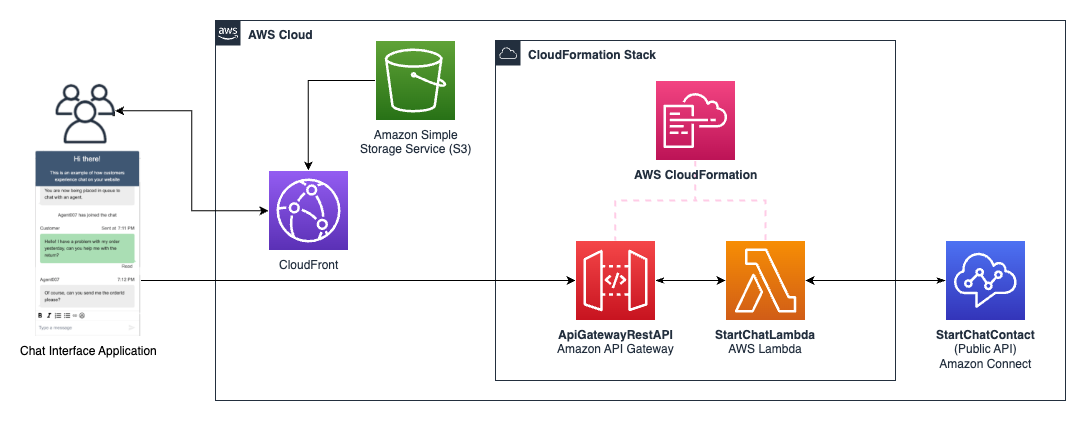 aws
AWS Cloud
CloudFormation Stack
Amazon Simple
Storage Service (S3)
AWS CloudFormation
CloudFront
Hi there!
This is an example of how customers
experience chat on your website
You are now being placed in queue to
chat with an agent.
Agent007 has joined the chat
Customer
Sent at 7:11 PM
Hello! I have a problem with my order
yesterday, can you help me with the
return?
Read
Agent007
7:12 PM
Of course, can you send me the orderId
please?
B I
Type a message
Chat Interface Application
ApiGatewayRestAPI
Amazon API Gateway
StartChatLambda
AWS Lambda
StartChatContact
(Public API)
Amazon Connect